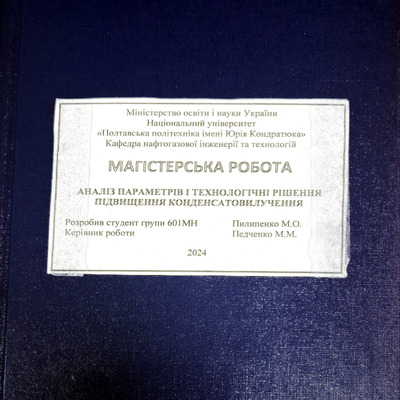 Міністерство освіти і науки України
Національний університет
«Полтавська політехніка імені Юрія Кондратюка»
Кафедра нафтогазової інженерії та технологій
МАГІСТЕРСЬКА РОБОТА
АНАЛІЗ ПАРАМЕТРІВ І ТЕХНОЛОГІЧНІ РІШЕННЯ
ПІДВИЩЕННЯ КОНДЕНСАТОВИЛУЧЕННЯ
Розробив студент групи 601МН Пилипенко М.О.
Керівник роботи Педченко М.М.
2024